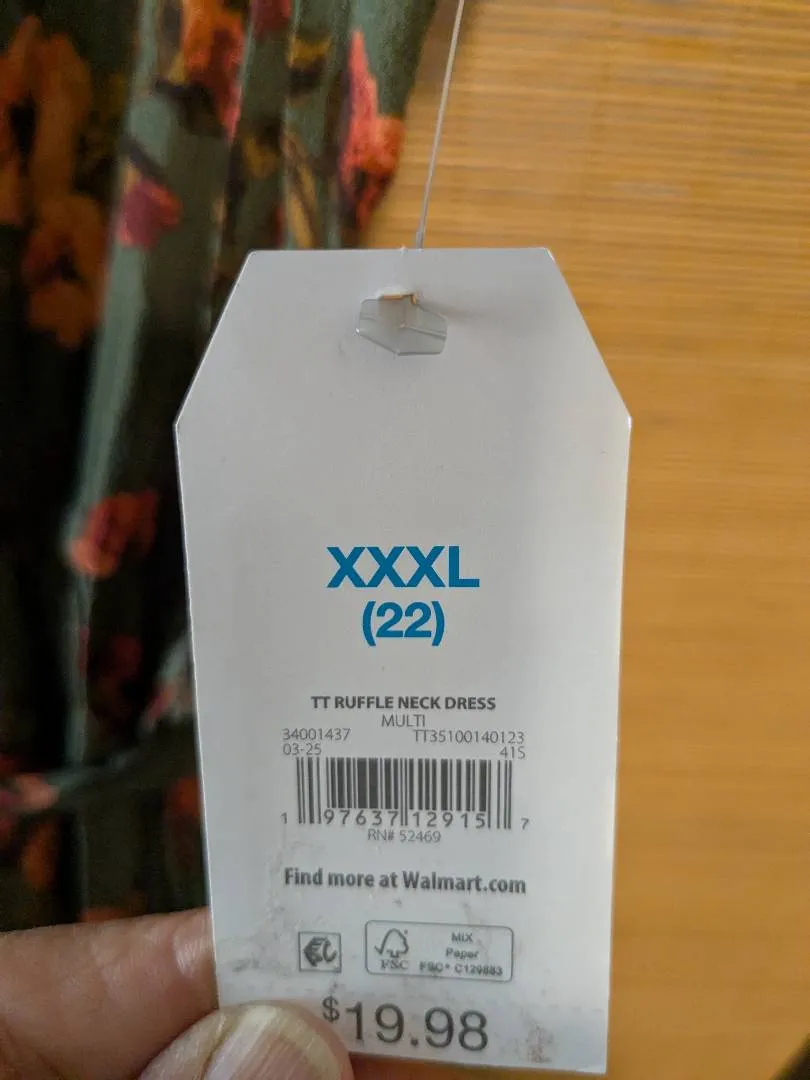 XXXL
(22)
TT RUFFLE NECK DRESS
MULTI
34001437 TT35100140123
03-25 41S
1 97637 12915 7
RN# 52469
Find more at Walmart.com
FSC
MIX
Paper
FSC® C129883
$19.98